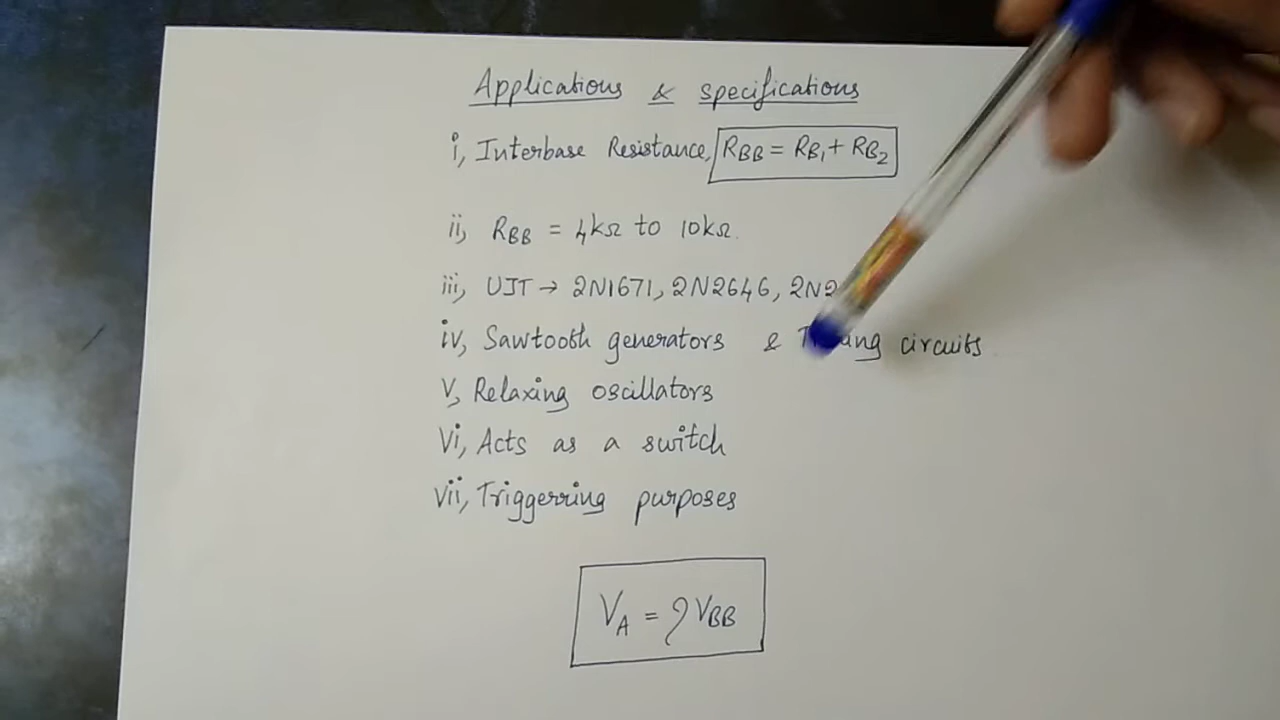 Applications & specifications
i, Interbase Resistance, RBB = RB1 + RB2
ii, RBB = 4kΩ to 10kΩ.
iii, UJT → 2N1671, 2N2646,
iv, Sawtooth generators & circuits
v, Relaxing oscillators
vi, Acts as a switch
vii, Triggerring purposes
VA = ηVBB